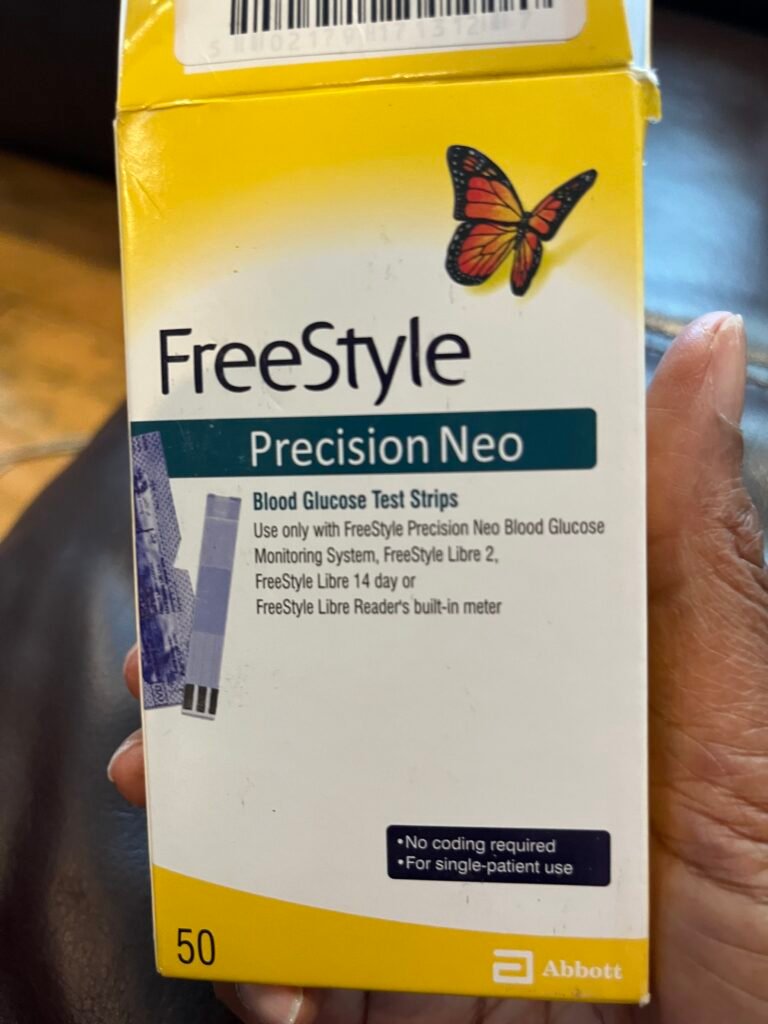 FreeStyle
Precision Neo
Blood Glucose Test Strips
Use only with FreeStyle Precision Neo Blood Glucose
Monitoring System, FreeStyle Libre 2,
FreeStyle Libre 14 day or
FreeStyle Libre Reader's built-in meter
•No coding required
•For single-patient use
50
Abbott